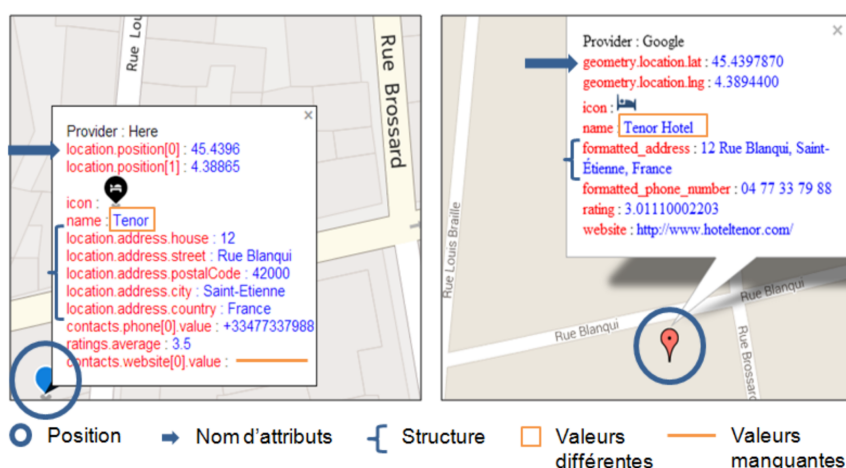 Rue Lou
Rue Brossard
×
Provider : Here
location.position[0] : 45.4396
location.position[1] : 4.38865
icon :
name : Tenor
location.address.house : 12
location.address.street : Rue Blanqui
location.address.postalCode : 42000
location.address.city : Saint-Etienne
location.address.country : France
contacts.phone[0].value : +33477337988
ratings.average : 3.5
contacts.website[0].value :
×
Provider : Google
geometry.location.lat : 45.4397870
geometry.location.lng : 4.3894400
icon :
name : Tenor Hotel
formatted_address : 12 Rue Blanqui, Saint-
Étienne, France
formatted_phone_number : 04 77 33 79 88
rating : 3.01110002203
website : http://www.hoteltenor.com/
Rue Louis Braille
Rue Blanqui
Rue Blanqui
Rue Brossard
Position
Nom d'attributs
Structure
Valeurs
différentes
Valeurs
manquantes